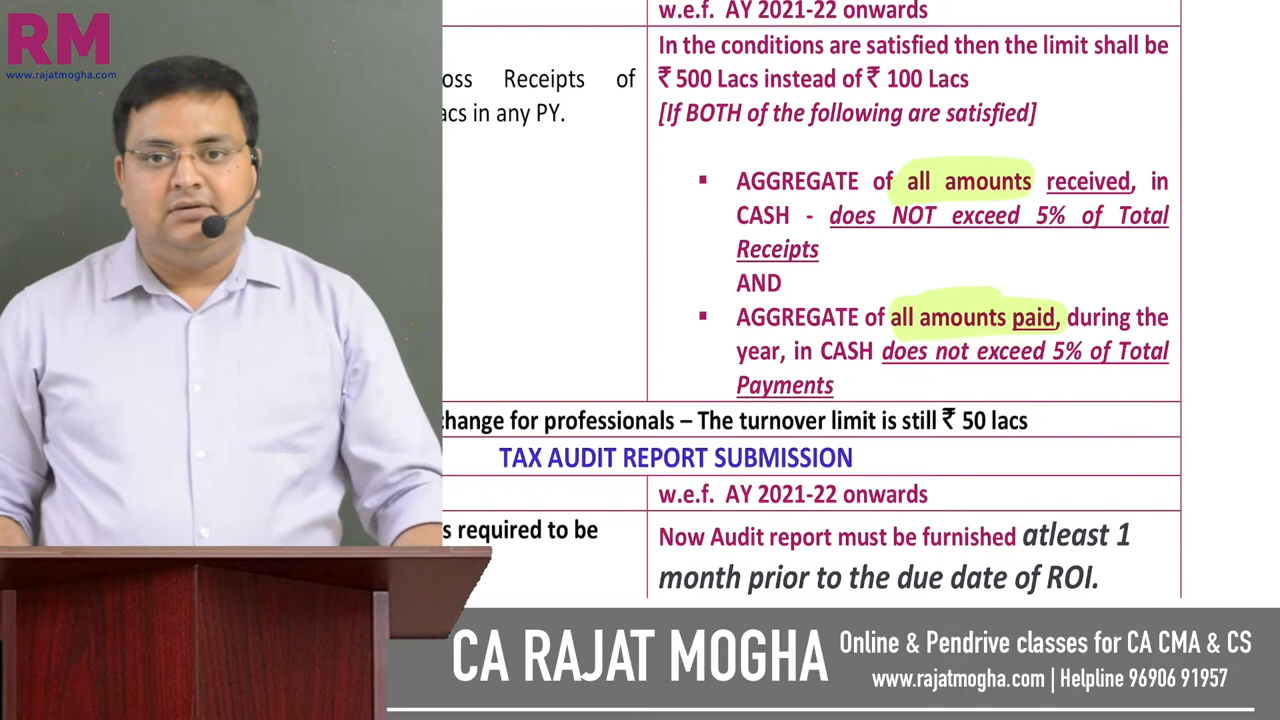 RM
www.rajatmogha.com
w.e.f. AY 2021-22 onwards
oss Receipts of
acs in any PY.
In the conditions are satisfied then the limit shall be
₹ 500 Lacs instead of ₹ 100 Lacs
[If BOTH of the following are satisfied]
▪ AGGREGATE of all amounts received, in
CASH - does NOT exceed 5% of Total
Receipts
AND
▪ AGGREGATE of all amounts paid, during the
year, in CASH does not exceed 5% of Total
Payments
change for professionals – The turnover limit is still ₹ 50 lacs
TAX AUDIT REPORT SUBMISSION
w.e.f. AY 2021-22 onwards
s required to be
Now Audit report must be furnished atleast 1
month prior to the due date of ROI.
CA RAJAT MOGHA
Online & Pendrive classes for CA CMA & CS
www.rajatmogha.com | Helpline 96906 91957